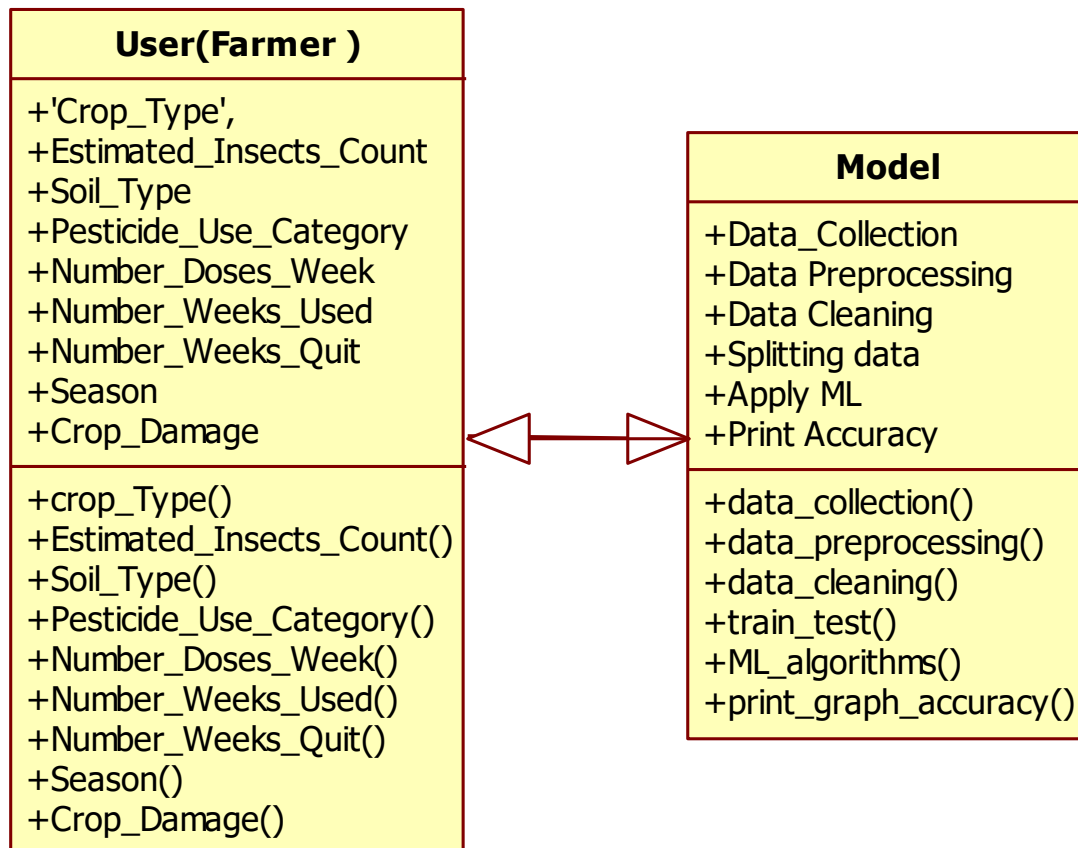 User(Farmer )
+'Crop_Type',
+Estimated_Insects_Count
+Soil_Type
+Pesticide_Use_Category
+Number_Doses_Week
+Number_Weeks_Used
+Number_Weeks_Quit
+Season
+Crop_Damage
+crop_Type()
+Estimated_Insects_Count()
+Soil_Type()
+Pesticide_Use_Category()
+Number_Doses_Week()
+Number_Weeks_Used()
+Number_Weeks_Quit()
+Season()
+Crop_Damage()
Model
+Data_Collection
+Data Preprocessing
+Data Cleaning
+Splitting data
+Apply ML
+Print Accuracy
+data_collection()
+data_preprocessing()
+data_cleaning()
+train_test()
+ML_algorithms()
+print_graph_accuracy()